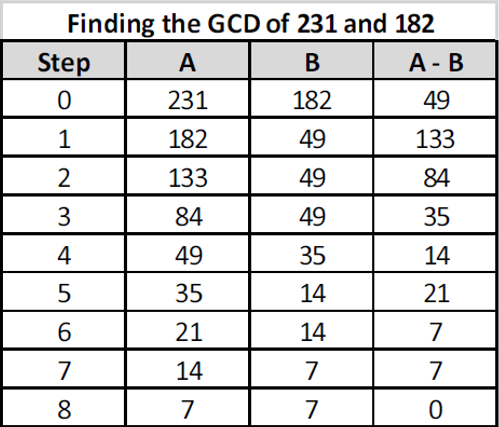 Finding the GCD of 231 and 182
Step A B A - B
0 231 182 49
1 182 49 133
2 133 49 84
3 84 49 35
4 49 35 14
5 35 14 21
6 21 14 7
7 14 7 7
8 7 7 0